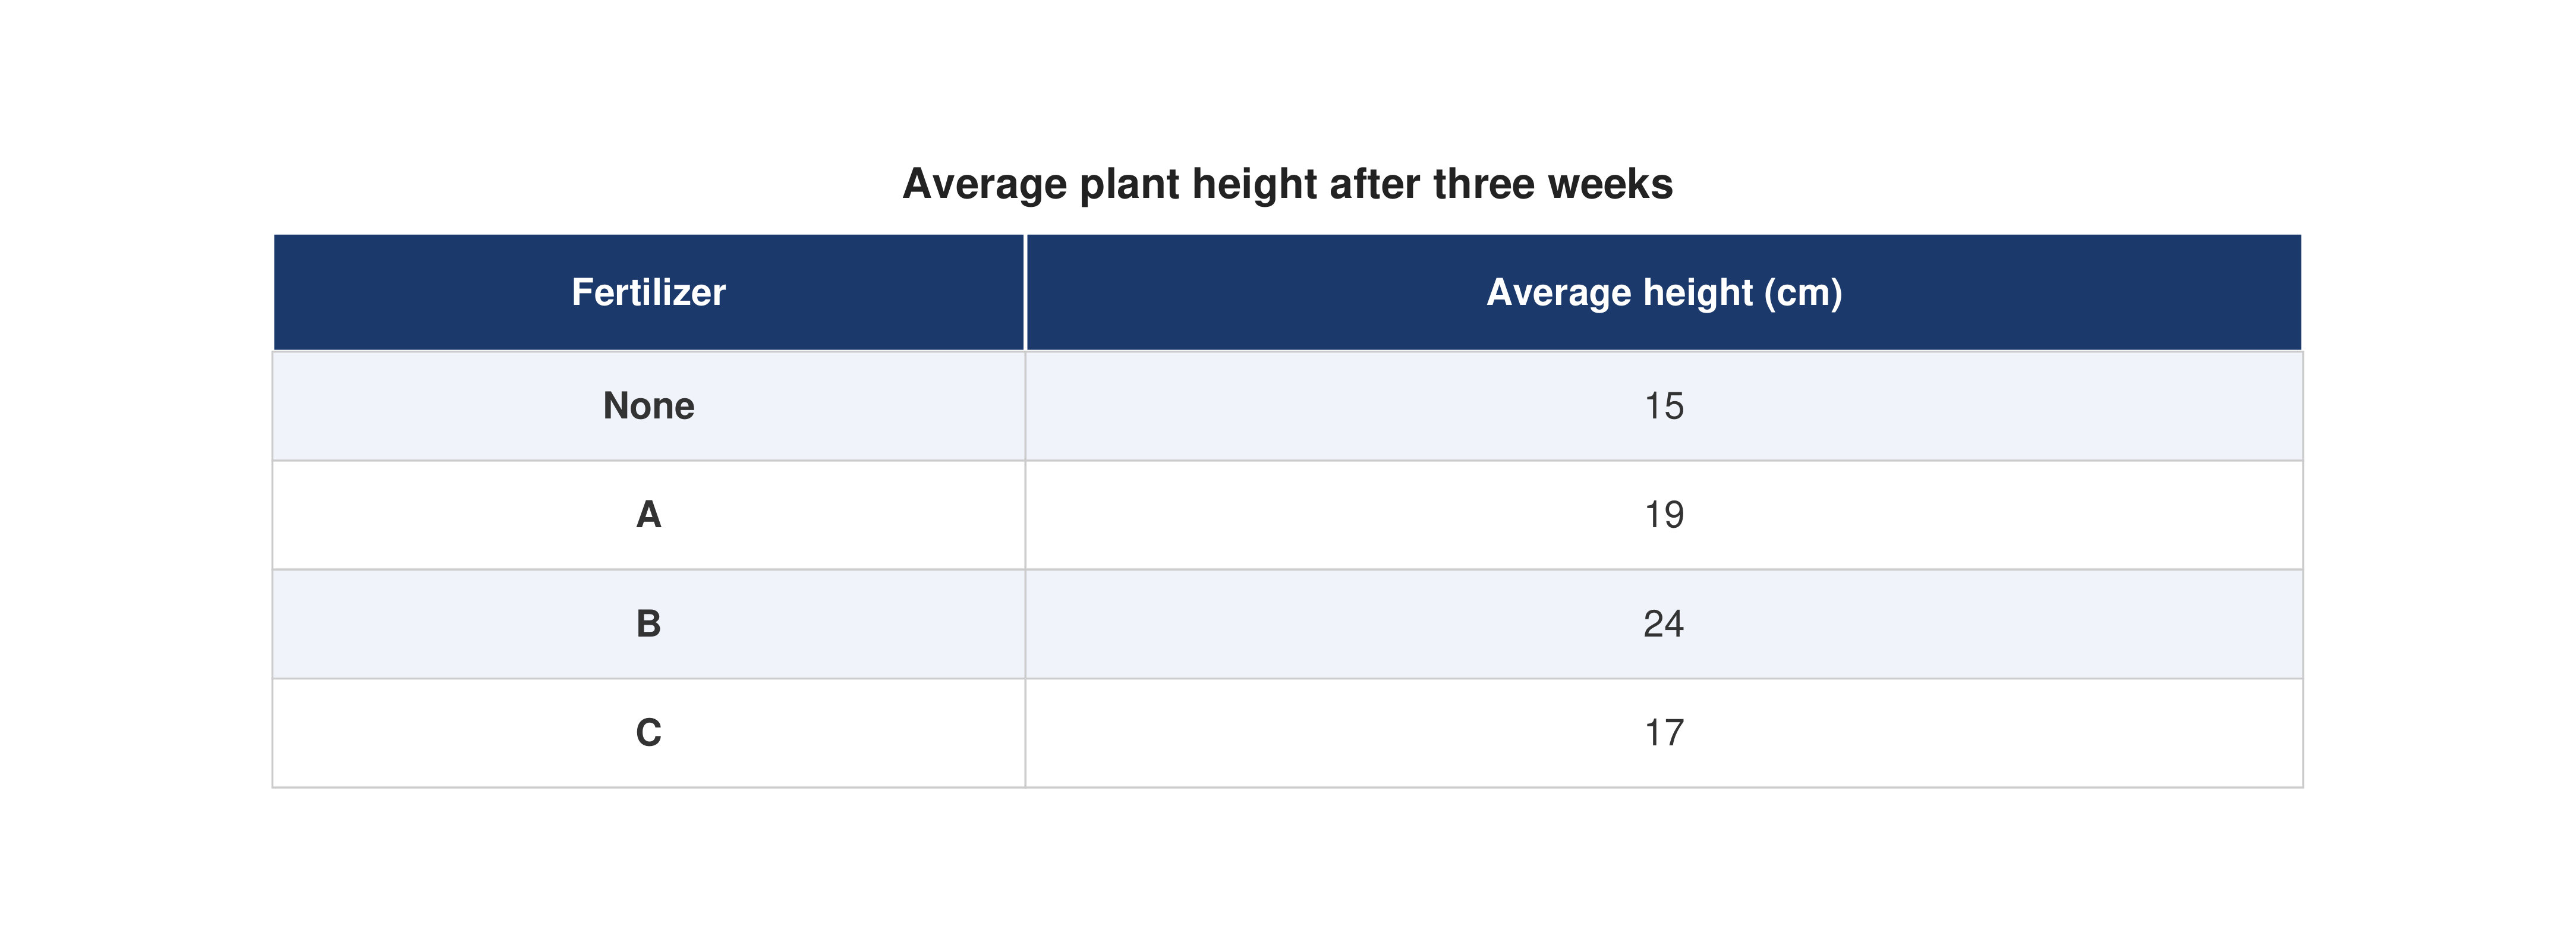 Average plant height after three weeks
Fertilizer Average height (cm)
None 15
A 19
B 24
C 17